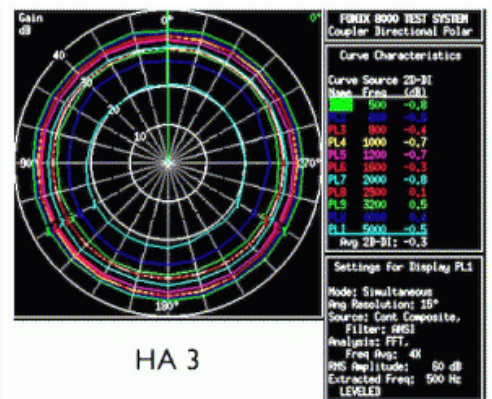 Gain
dB
0°
0°
40
30
20
10
90°
270°
180°
HA 3
FONIX 8000 TEST SYSTEM
Coupler Directional Polar
Curve Characteristics
Curve Source 2D-DI
Name Freq (dB)
500 -0.8
PL3 800 -0.4
PL4 1000 -0.7
PL5 1200 -0.7
PL6 1600 -0.3
PL7 2000 -0.8
PL8 2500 0.1
PL9 3200 0.5
PL1 5000 -0.5
Avg 2D-DI: -0.3
Settings for Display PL1
Mode: Simultaneous
Ang Resolution: 15°
Source: Cont Composite,
Filter: ANSI
Analysis: FFT,
Freq Avg: 4X
RMS Amplitude: 60 dB
Extracted Freq: 500 Hz
LEVELED